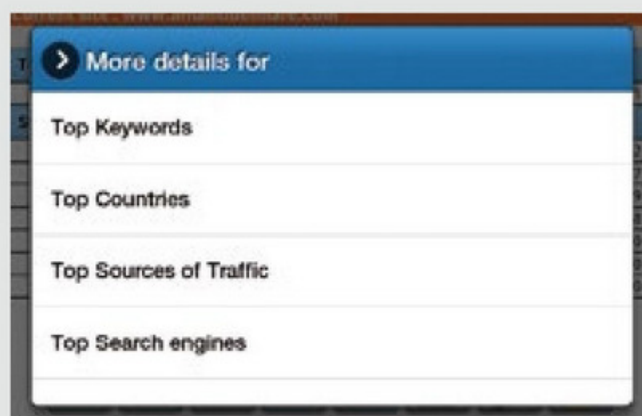 More details for
Top Keywords
Top Countries
Top Sources of Traffic
Top Search engines